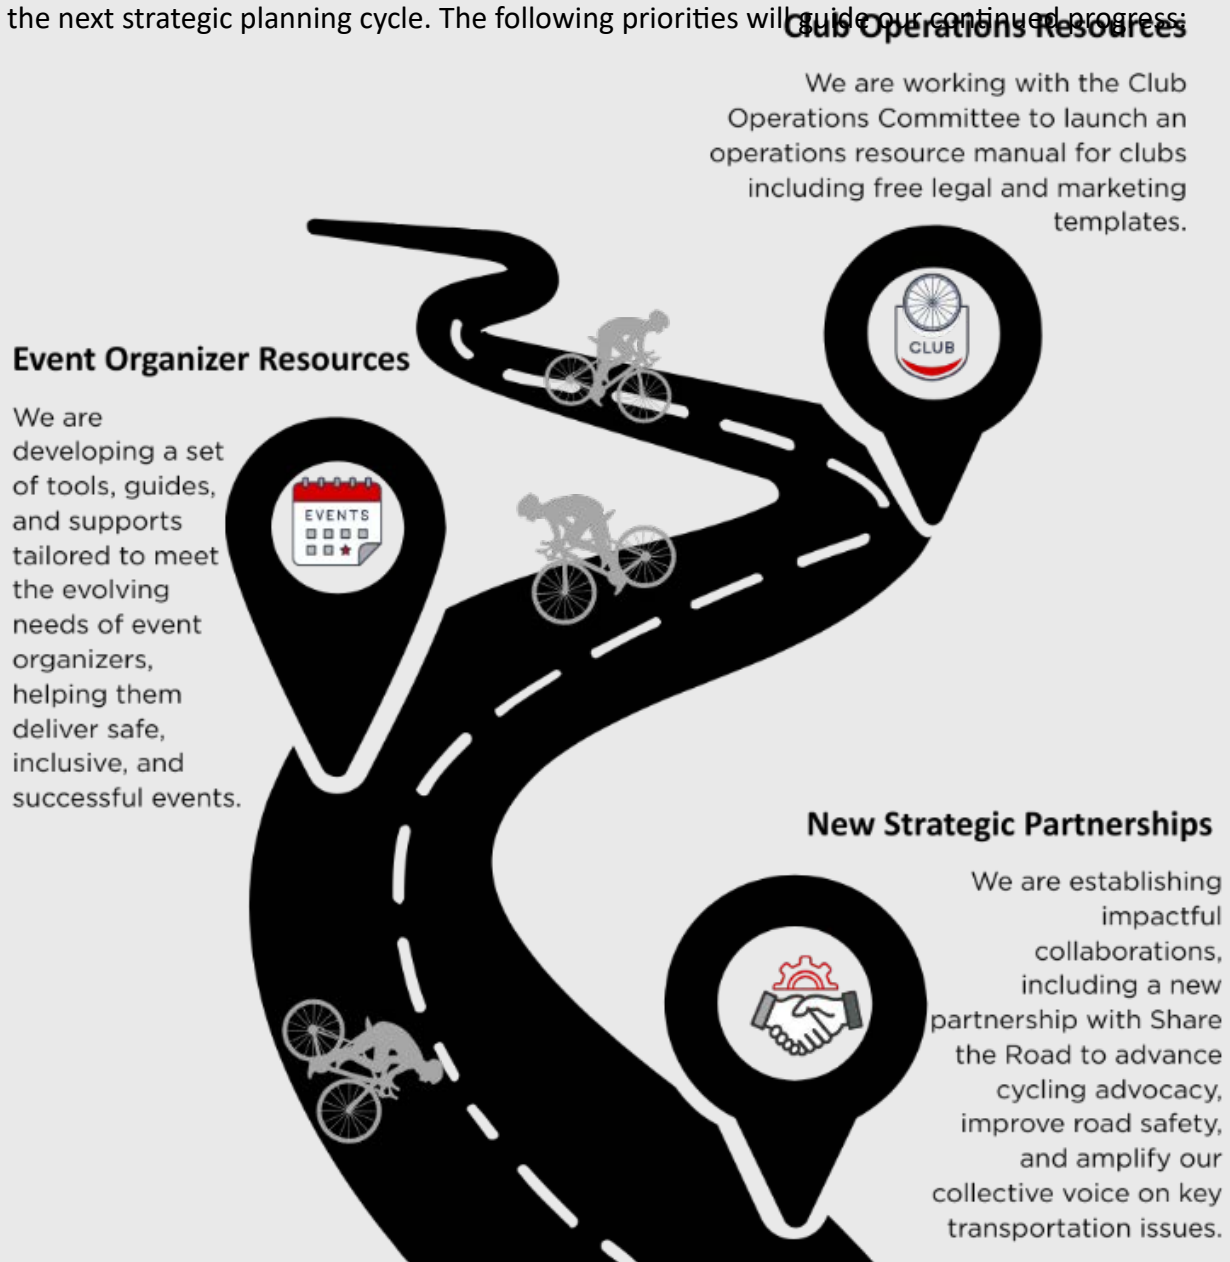 the next strategic planning cycle. The following priorities will guide our continued progress:
Club Operations Resources
We are working with the Club
Operations Committee to launch an
operations resource manual for clubs
including free legal and marketing
templates.
CLUB
Event Organizer Resources
We are
developing a set
of tools, guides,
and supports
tailored to meet
the evolving
needs of event
organizers,
helping them
deliver safe,
inclusive, and
successful events.
EVENTS
New Strategic Partnerships
We are establishing
impactful
collaborations,
including a new
partnership with Share
the Road to advance
cycling advocacy,
improve road safety,
and amplify our
collective voice on key
transportation issues.